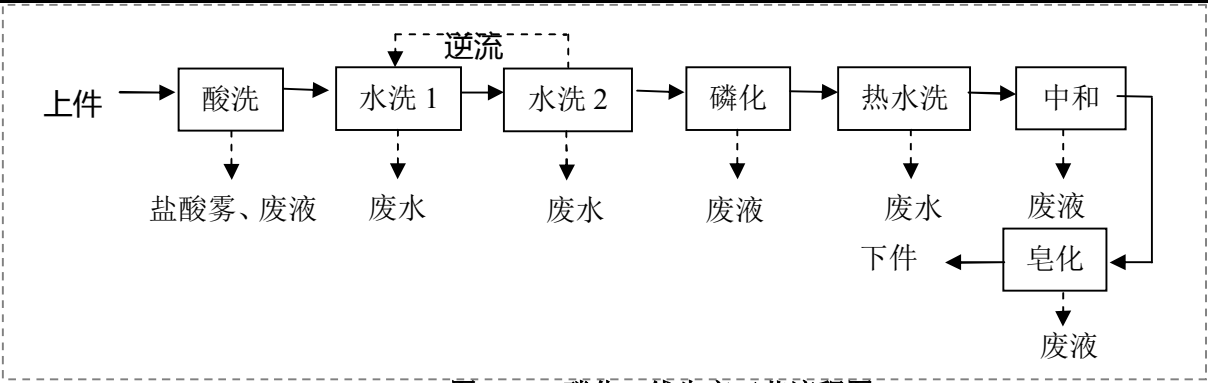 逆流
上件 酸洗 水洗 1 水洗 2 磷化 热水洗 中和
盐酸雾、废液 废水 废水 废液 废水 废液
下件 皂化
废液